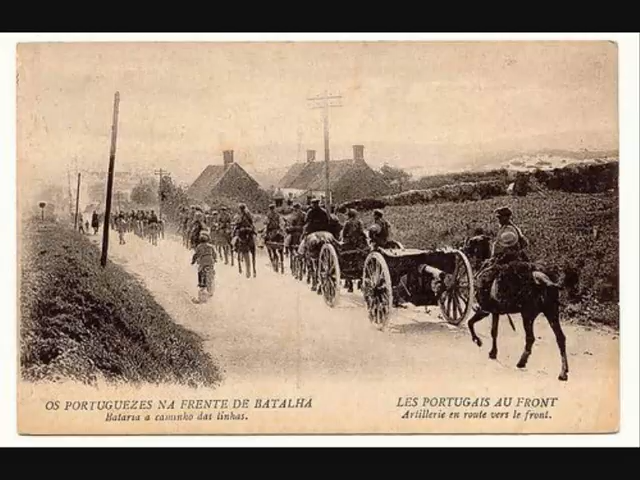 OS PORTUGUEZES NA FRENTE DE BATALHA
Bataria a caminho das linhas.
LES PORTUGAIS AU FRONT
Artillerie en route vers le front.